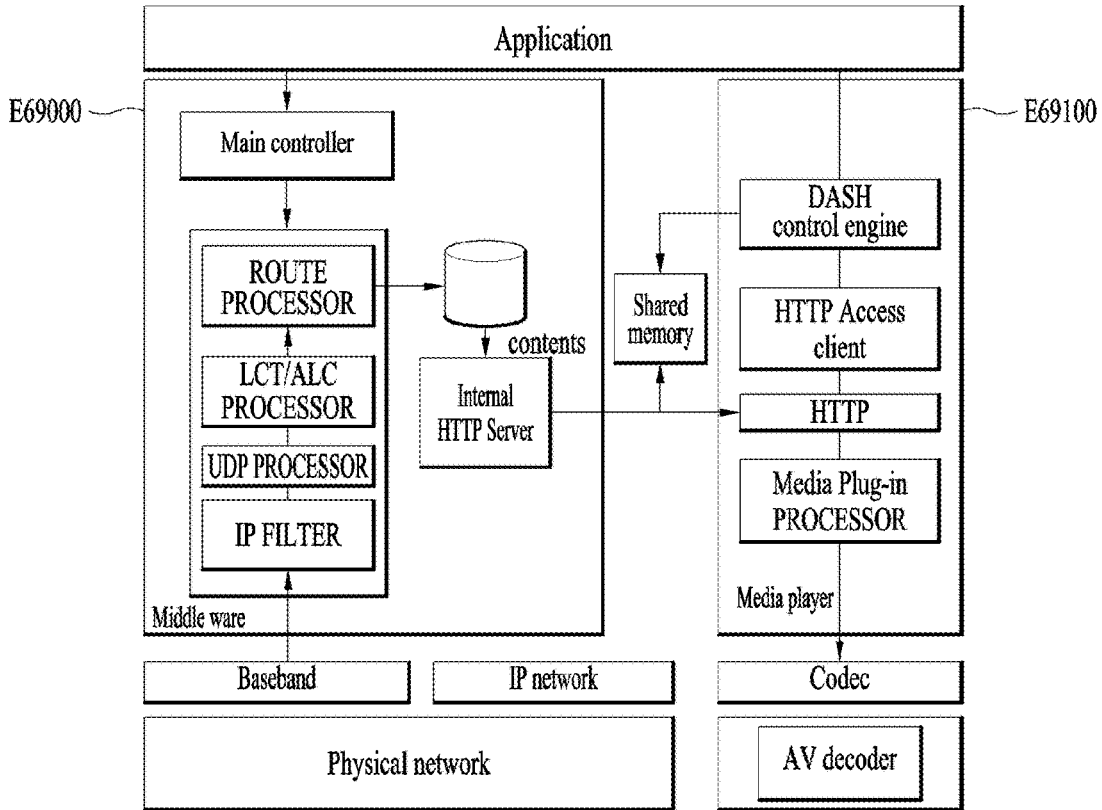 Application
E69000
E69100
Main controller
DASH
control engine
ROUTE
PROCESSOR
Shared
memory
HTTP Access
client
contents
LCT/ALC
PROCESSOR
Internal
HTTP Server
HTTP
UDP PROCESSOR
Media Plug-in
PROCESSOR
IP FILTER
Middle ware
Media player
Baseband
IP network
Codec
Physical network
AV decoder